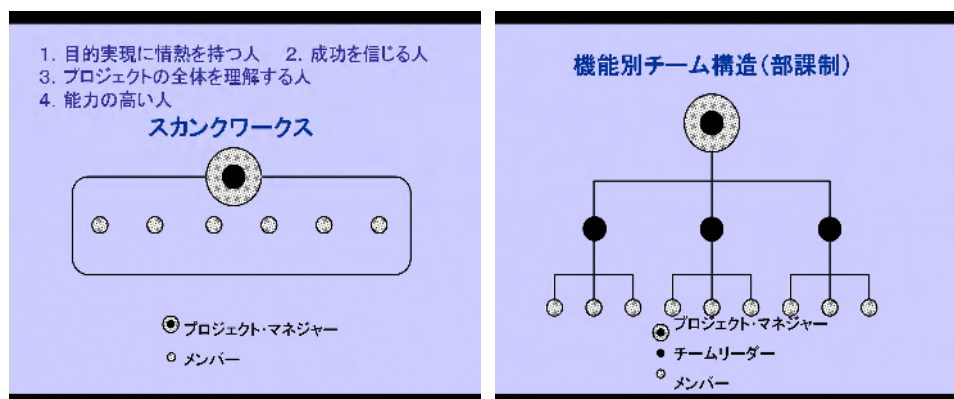 1. 目的実現に情熱を持つ人　2. 成功を信じる人
3. プロジェクトの全体を理解する人
4. 能力の高い人
スカンクワークス
プロジェクト・マネジャー
メンバー
機能別チーム構造(部課制)
プロジェクト・マネジャー
チームリーダー
メンバー